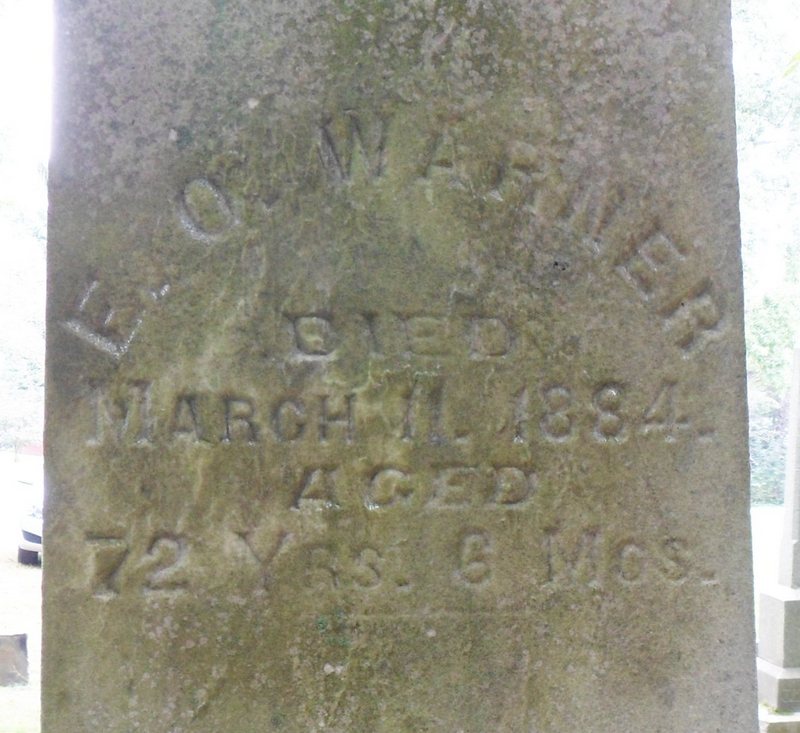 E. O. WARNER
DIED
MARCH 11. 1884.
AGED
72 YRS. 6 MOS.